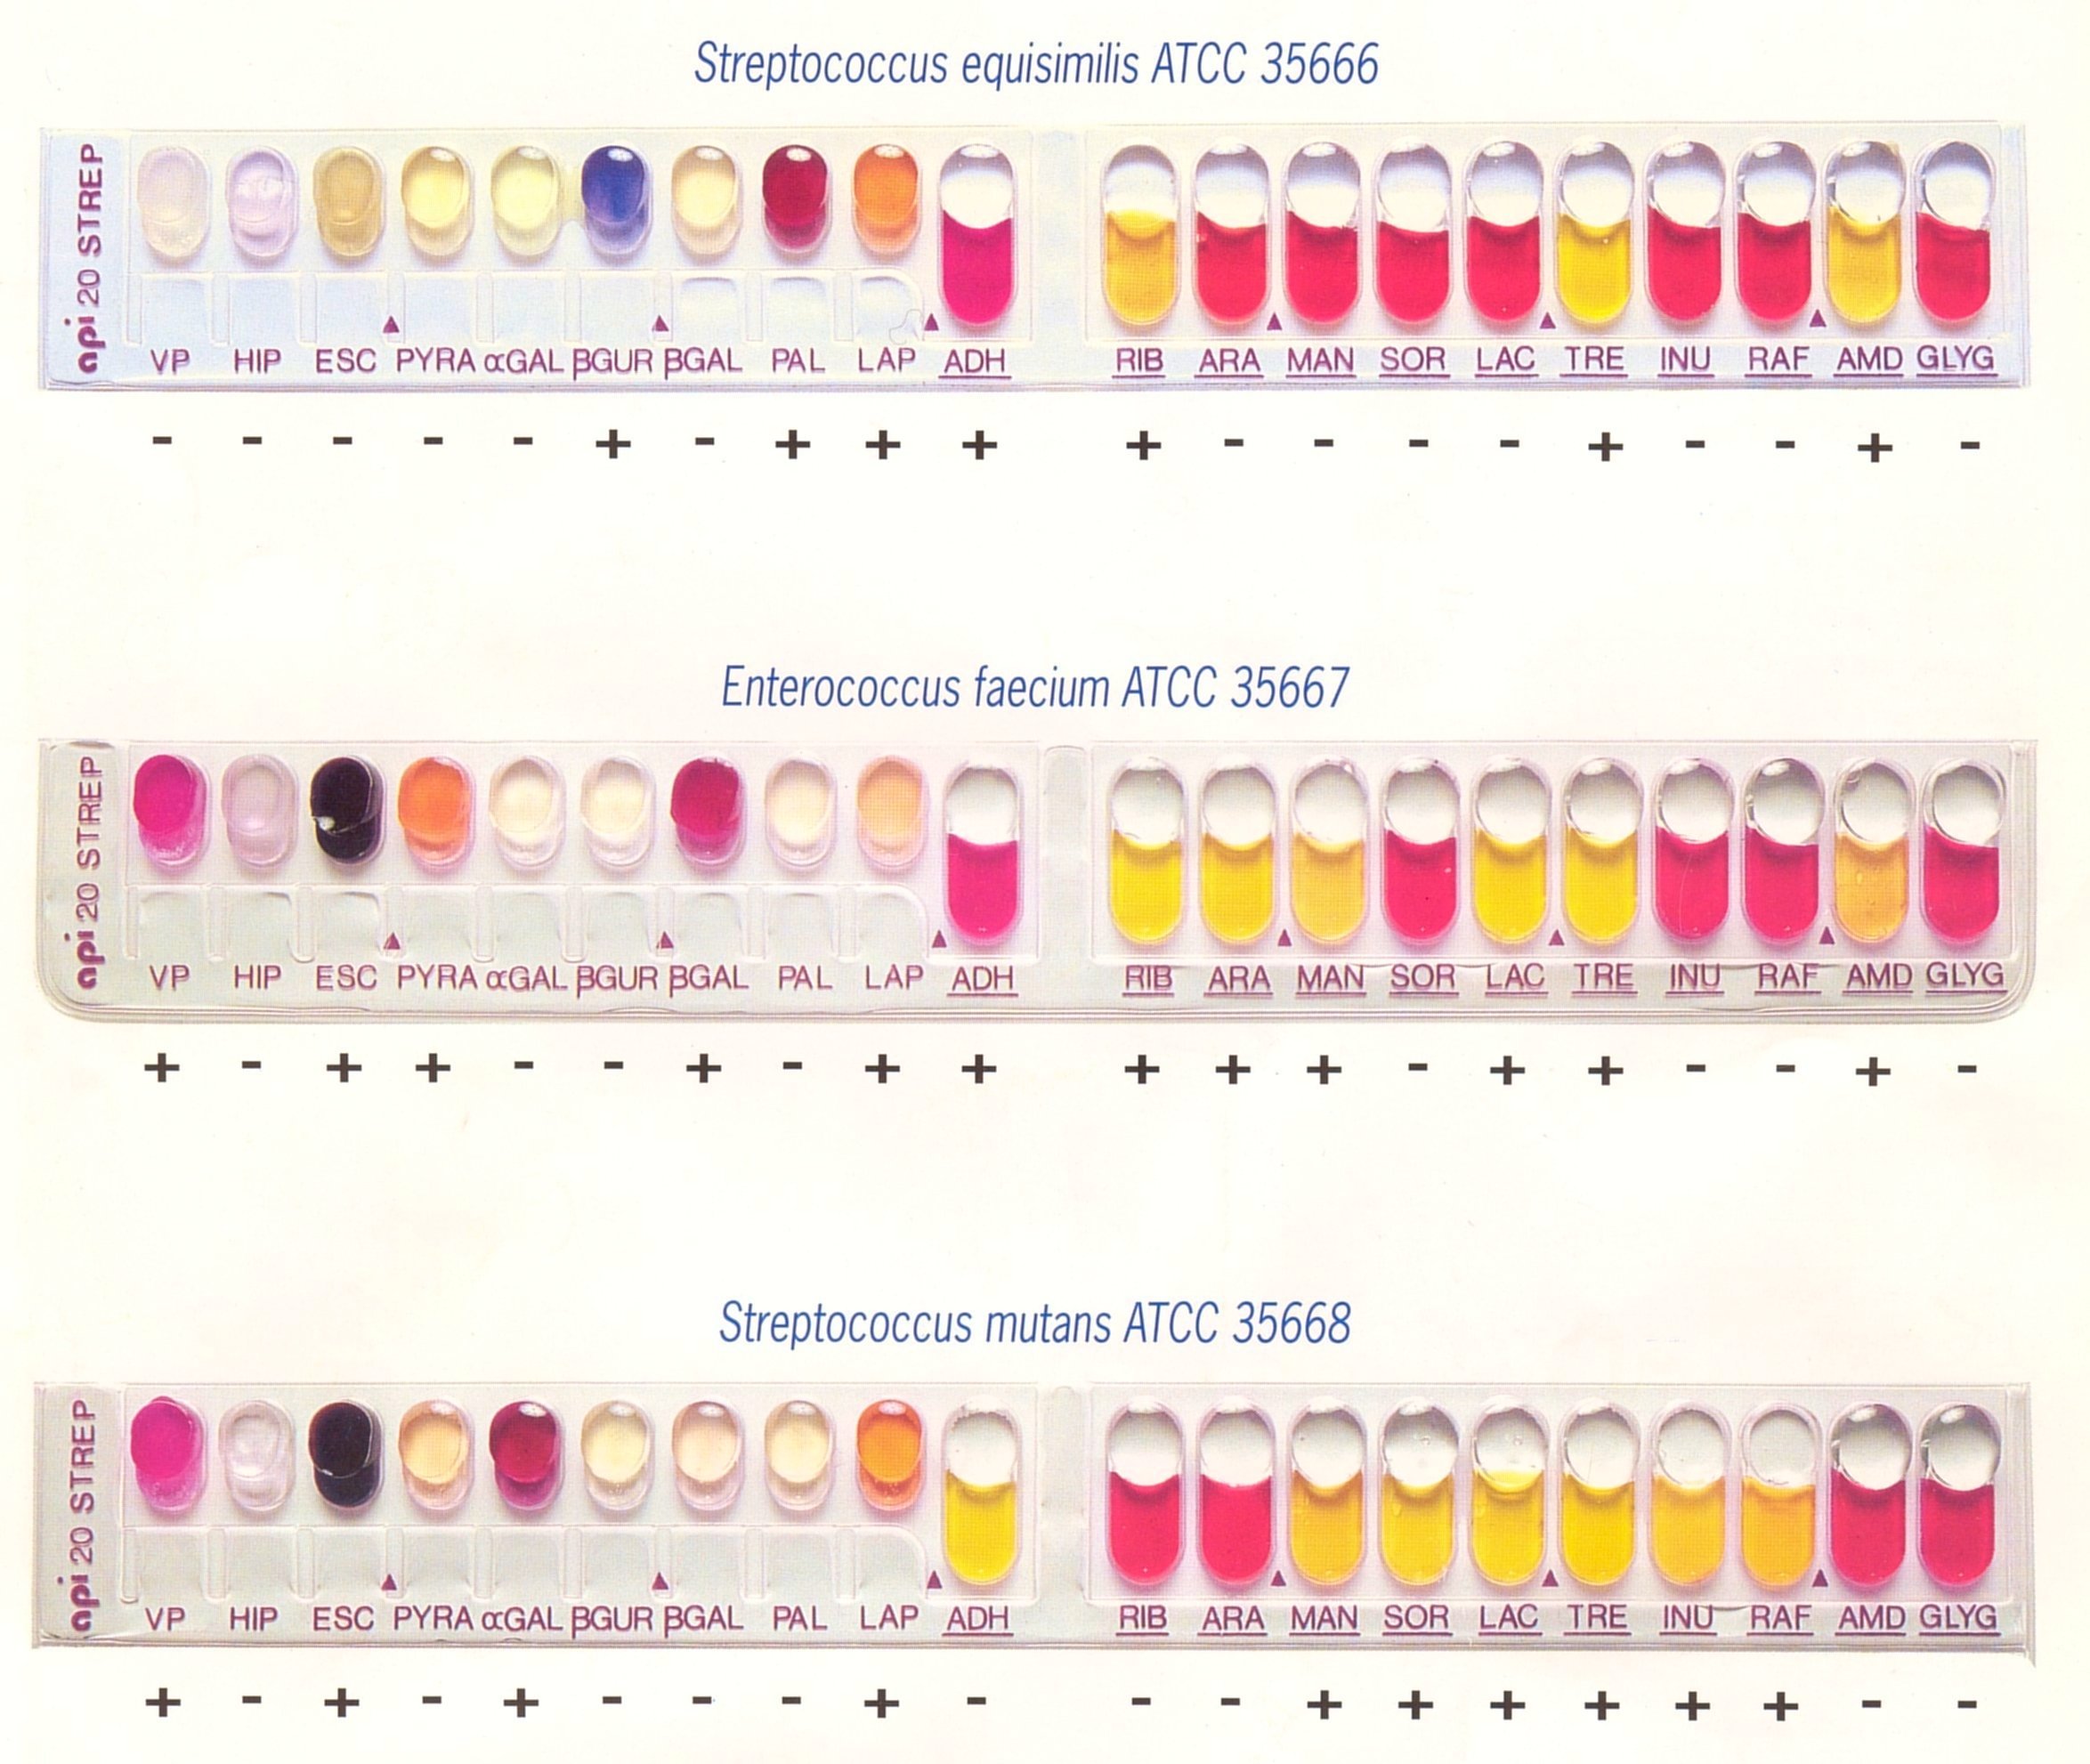 Streptococcus equisimilis ATCC 35666
api 20 STREP
VP HIP ESC PYRA αGAL βGUR βGAL PAL LAP ADH RIB ARA MAN SOR LAC TRE INU RAF AMD GLYG
- - - - - + - + + + + - - - - + - - + -
Enterococcus faecium ATCC 35667
api 20 STREP
VP HIP ESC PYRA αGAL βGUR βGAL PAL LAP ADH RIB ARA MAN SOR LAC TRE INU RAF AMD GLYG
+ - + + - - + - + + + + + - + + - - + -
Streptococcus mutans ATCC 35668
api 20 STREP
VP HIP ESC PYRA αGAL βGUR βGAL PAL LAP ADH RIB ARA MAN SOR LAC TRE INU RAF AMD GLYG
+ - + - + - - - + - - - + + + + + + - -